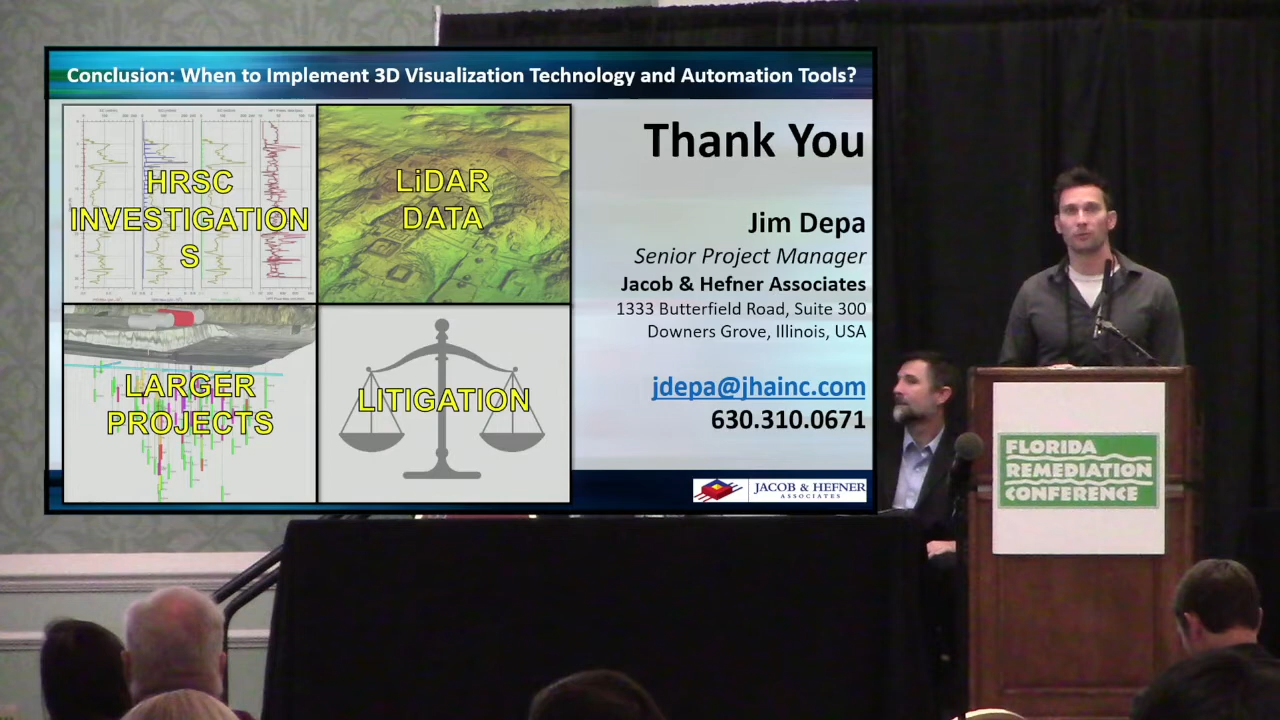 Conclusion: When to Implement 3D Visualization Technology and Automation Tools?
HRSC
INVESTIGATION
S
LiDAR
DATA
LARGER
PROJECTS
LITIGATION
Thank You
Jim Depa
Senior Project Manager
Jacob & Hefner Associates
1333 Butterfield Road, Suite 300
Downers Grove, Illinois, USA
jdepa@jhainc.com
630.310.0671
JACOB & HEFNER
ASSOCIATES
FLORIDA
REMEDIATION
CONFERENCE